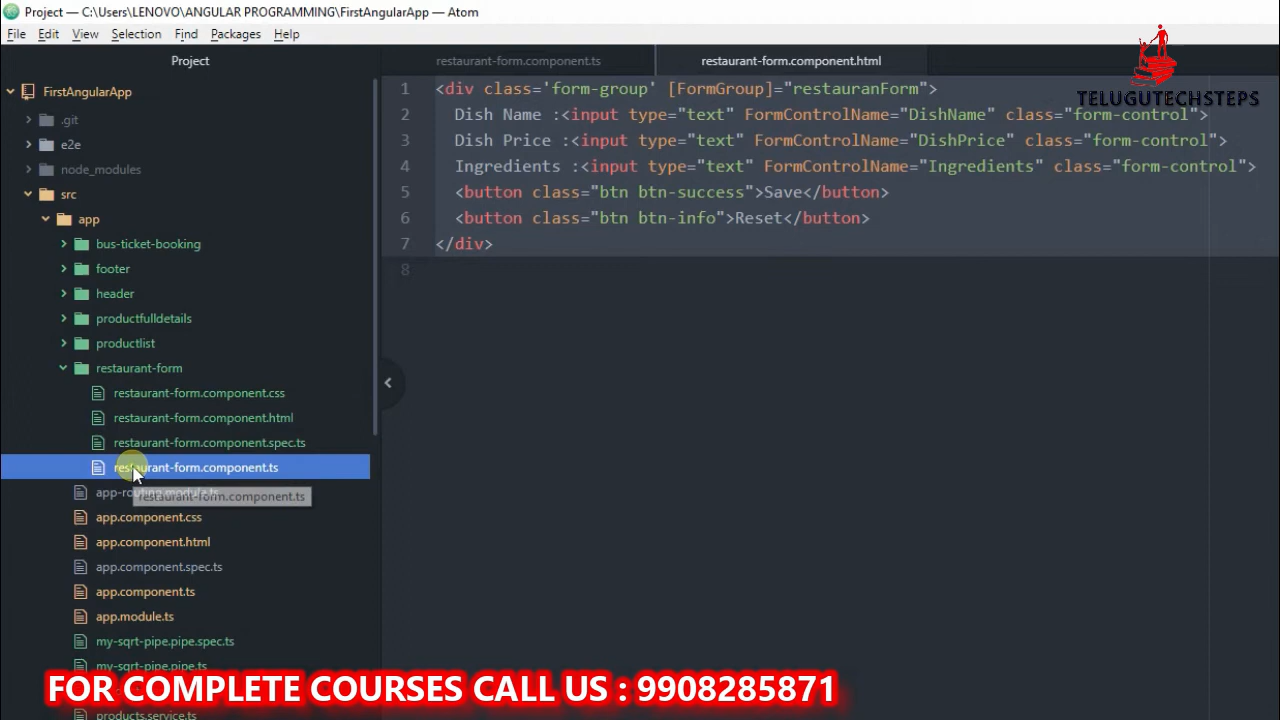 Project — C:\Users\LENOVO\ANGULAR PROGRAMMING\FirstAngularApp — Atom
File Edit View Selection Find Packages Help
Project
restaurant-form.component.ts
restaurant-form.component.html
TELUGUTECHSTEPS
FirstAngularApp
.git
e2e
node_modules
src
app
bus-ticket-booking
footer
header
productfulldetails
productlist
restaurant-form
restaurant-form.component.css
restaurant-form.component.html
restaurant-form.component.spec.ts
restaurant-form.component.ts
restaurant-form.component.ts
app.component.css
app.component.html
app.component.spec.ts
app.component.ts
app.module.ts
my-sqrt-pipe.pipe.spec.ts
my-sqrt-pipe.pipe.ts
products.service.ts
1 <div class='form-group' [FormGroup]="restauranForm">
2 Dish Name :<input type="text" FormControlName="DishName" class="form-control">
3 Dish Price :<input type="text" FormControlName="DishPrice" class="form-control">
4 Ingredients :<input type="text" FormControlName="Ingredients" class="form-control">
5 <button class="btn btn-success">Save</button>
6 <button class="btn btn-info">Reset</button>
7 </div>
8
FOR COMPLETE COURSES CALL US : 9908285871